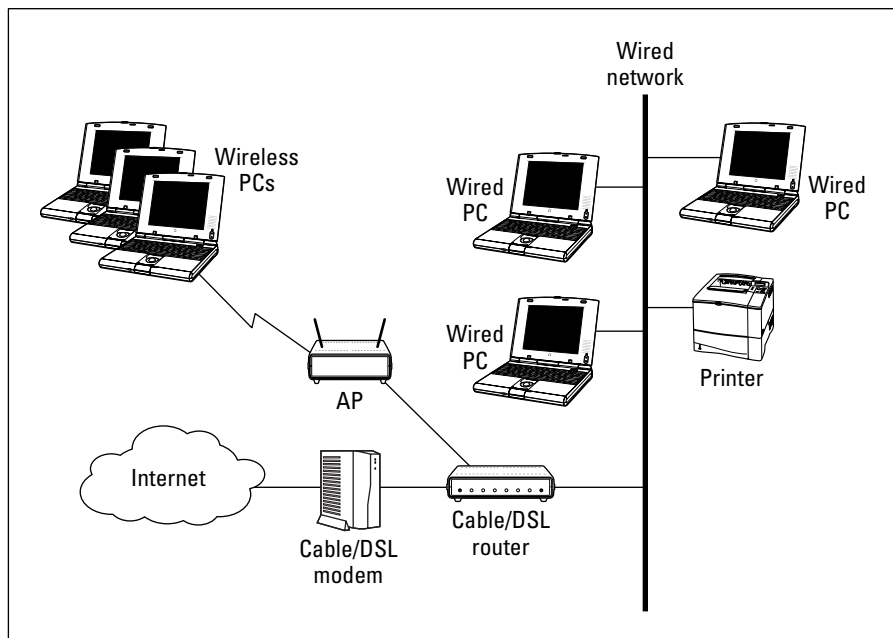 Wired
network
Wireless
PCs
Wired
PC
Wired
PC
Wired
PC
Printer
AP
Internet
Cable/DSL
modem
Cable/DSL
router